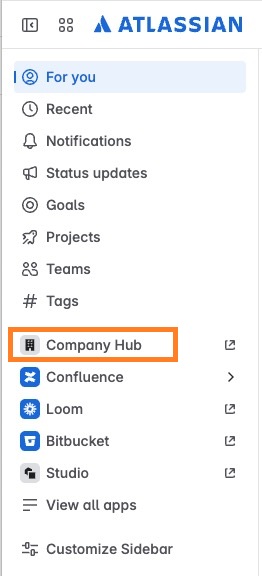 ATLASSIAN
For you
Recent
Notifications
Status updates
Goals
Projects
Teams
Tags
Company Hub
Confluence
Loom
Bitbucket
Studio
View all apps
Customize Sidebar